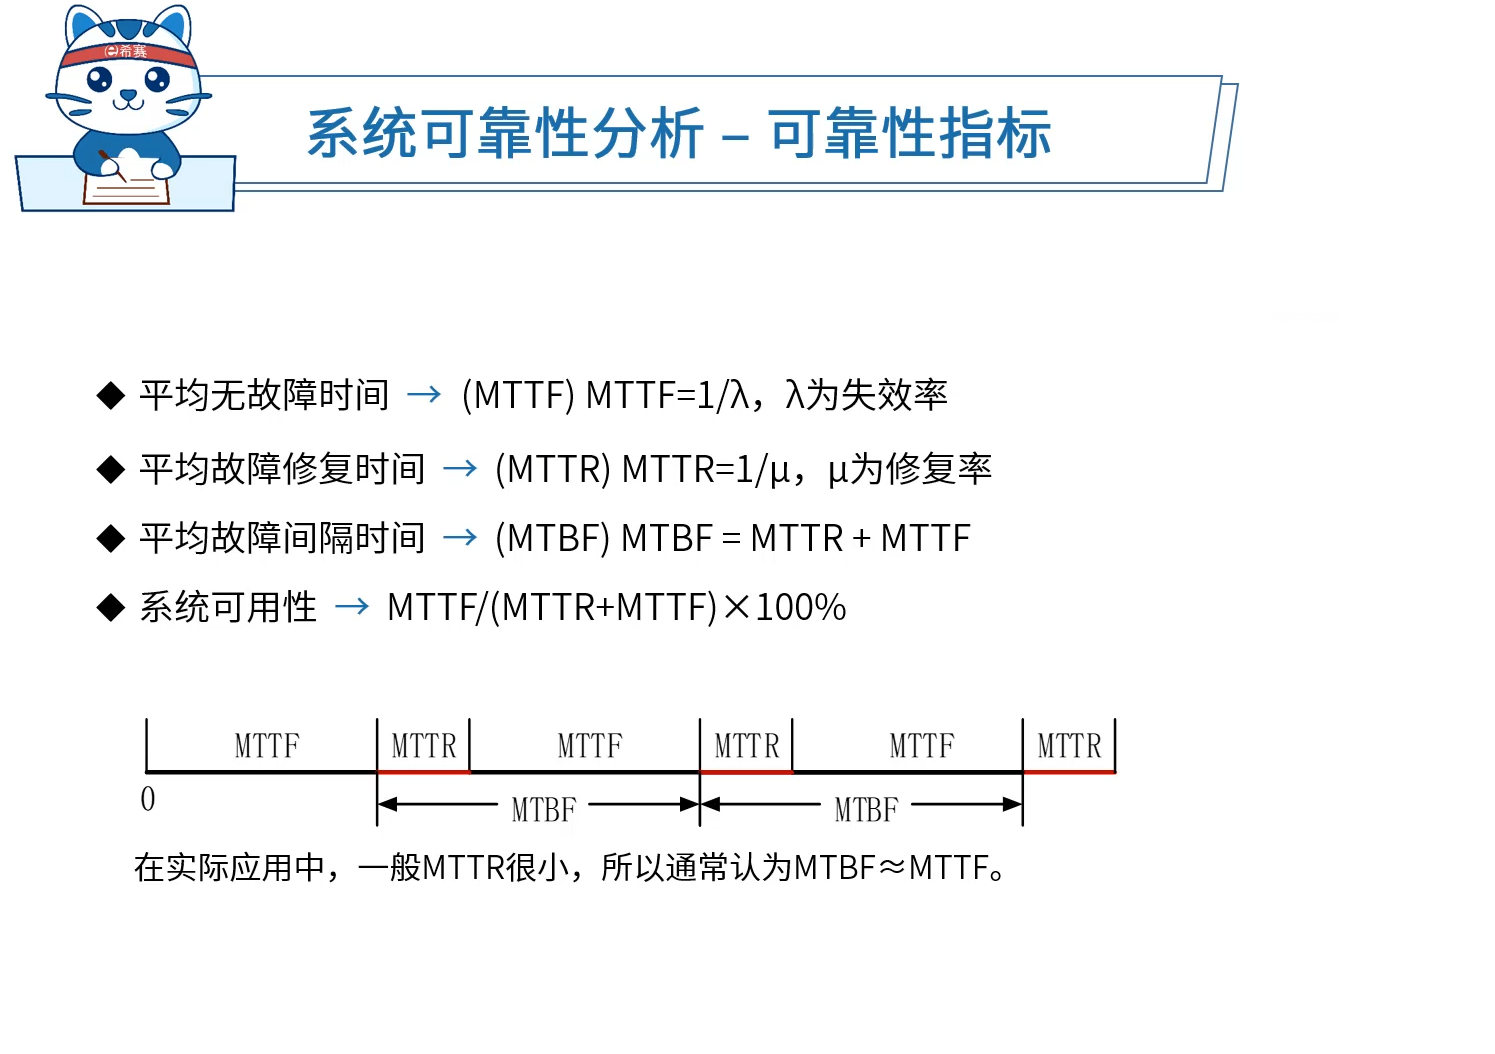 希赛
系统可靠性分析 – 可靠性指标
◆ 平均无故障时间 → (MTTF) MTTF=1/λ，λ为失效率
◆ 平均故障修复时间 → (MTTR) MTTR=1/μ，μ为修复率
◆ 平均故障间隔时间 → (MTBF) MTBF = MTTR + MTTF
◆ 系统可用性 → MTTF/(MTTR+MTTF)×100%
MTTF MTTR MTTF MTTR MTTF MTTR
0 MTBF MTBF
在实际应用中，一般MTTR很小，所以通常认为MTBF≈MTTF。